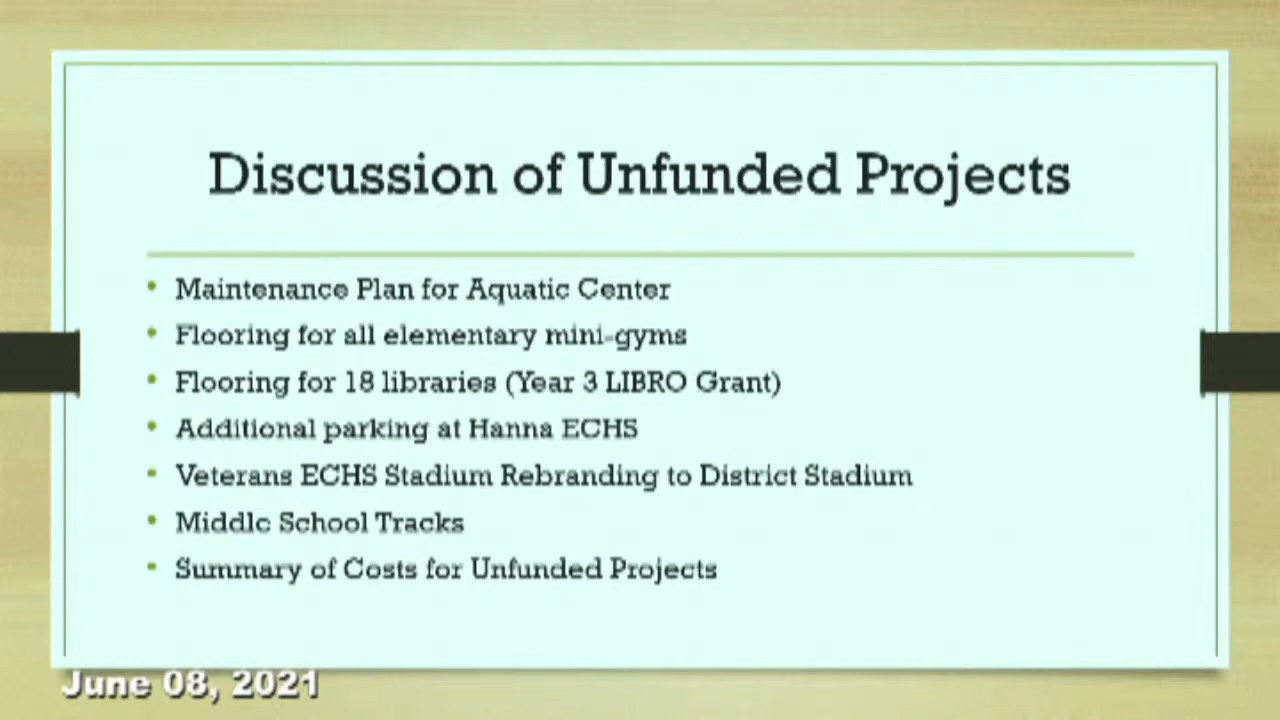 Discussion of Unfunded Projects
• Maintenance Plan for Aquatic Center
• Flooring for all elementary mini-gyms
• Flooring for 18 libraries (Year 3 LIBRO Grant)
• Additional parking at Hanna ECHS
• Veterans ECHS Stadium Rebranding to District Stadium
• Middle School Tracks
• Summary of Costs for Unfunded Projects
June 08, 2021